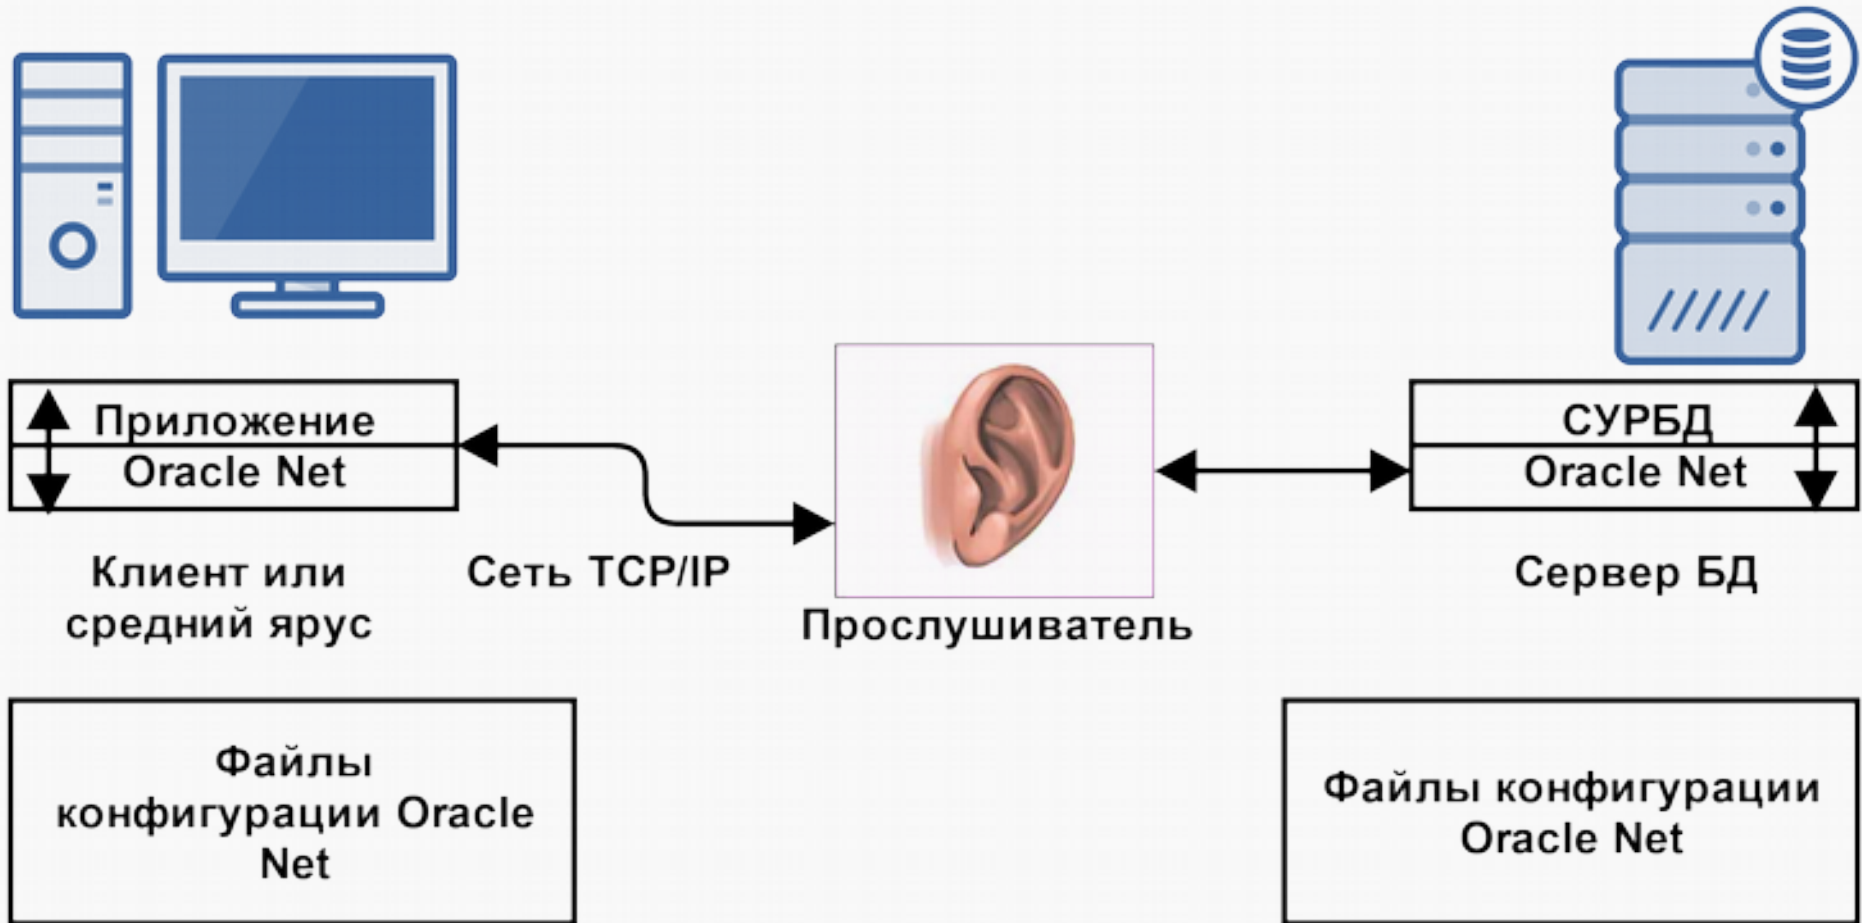 Приложение
Oracle Net
СУРБД
Oracle Net
Клиент или
средний ярус
Сеть TCP/IP
Прослушиватель
Сервер БД
Файлы
конфигурации Oracle
Net
Файлы конфигурации
Oracle Net